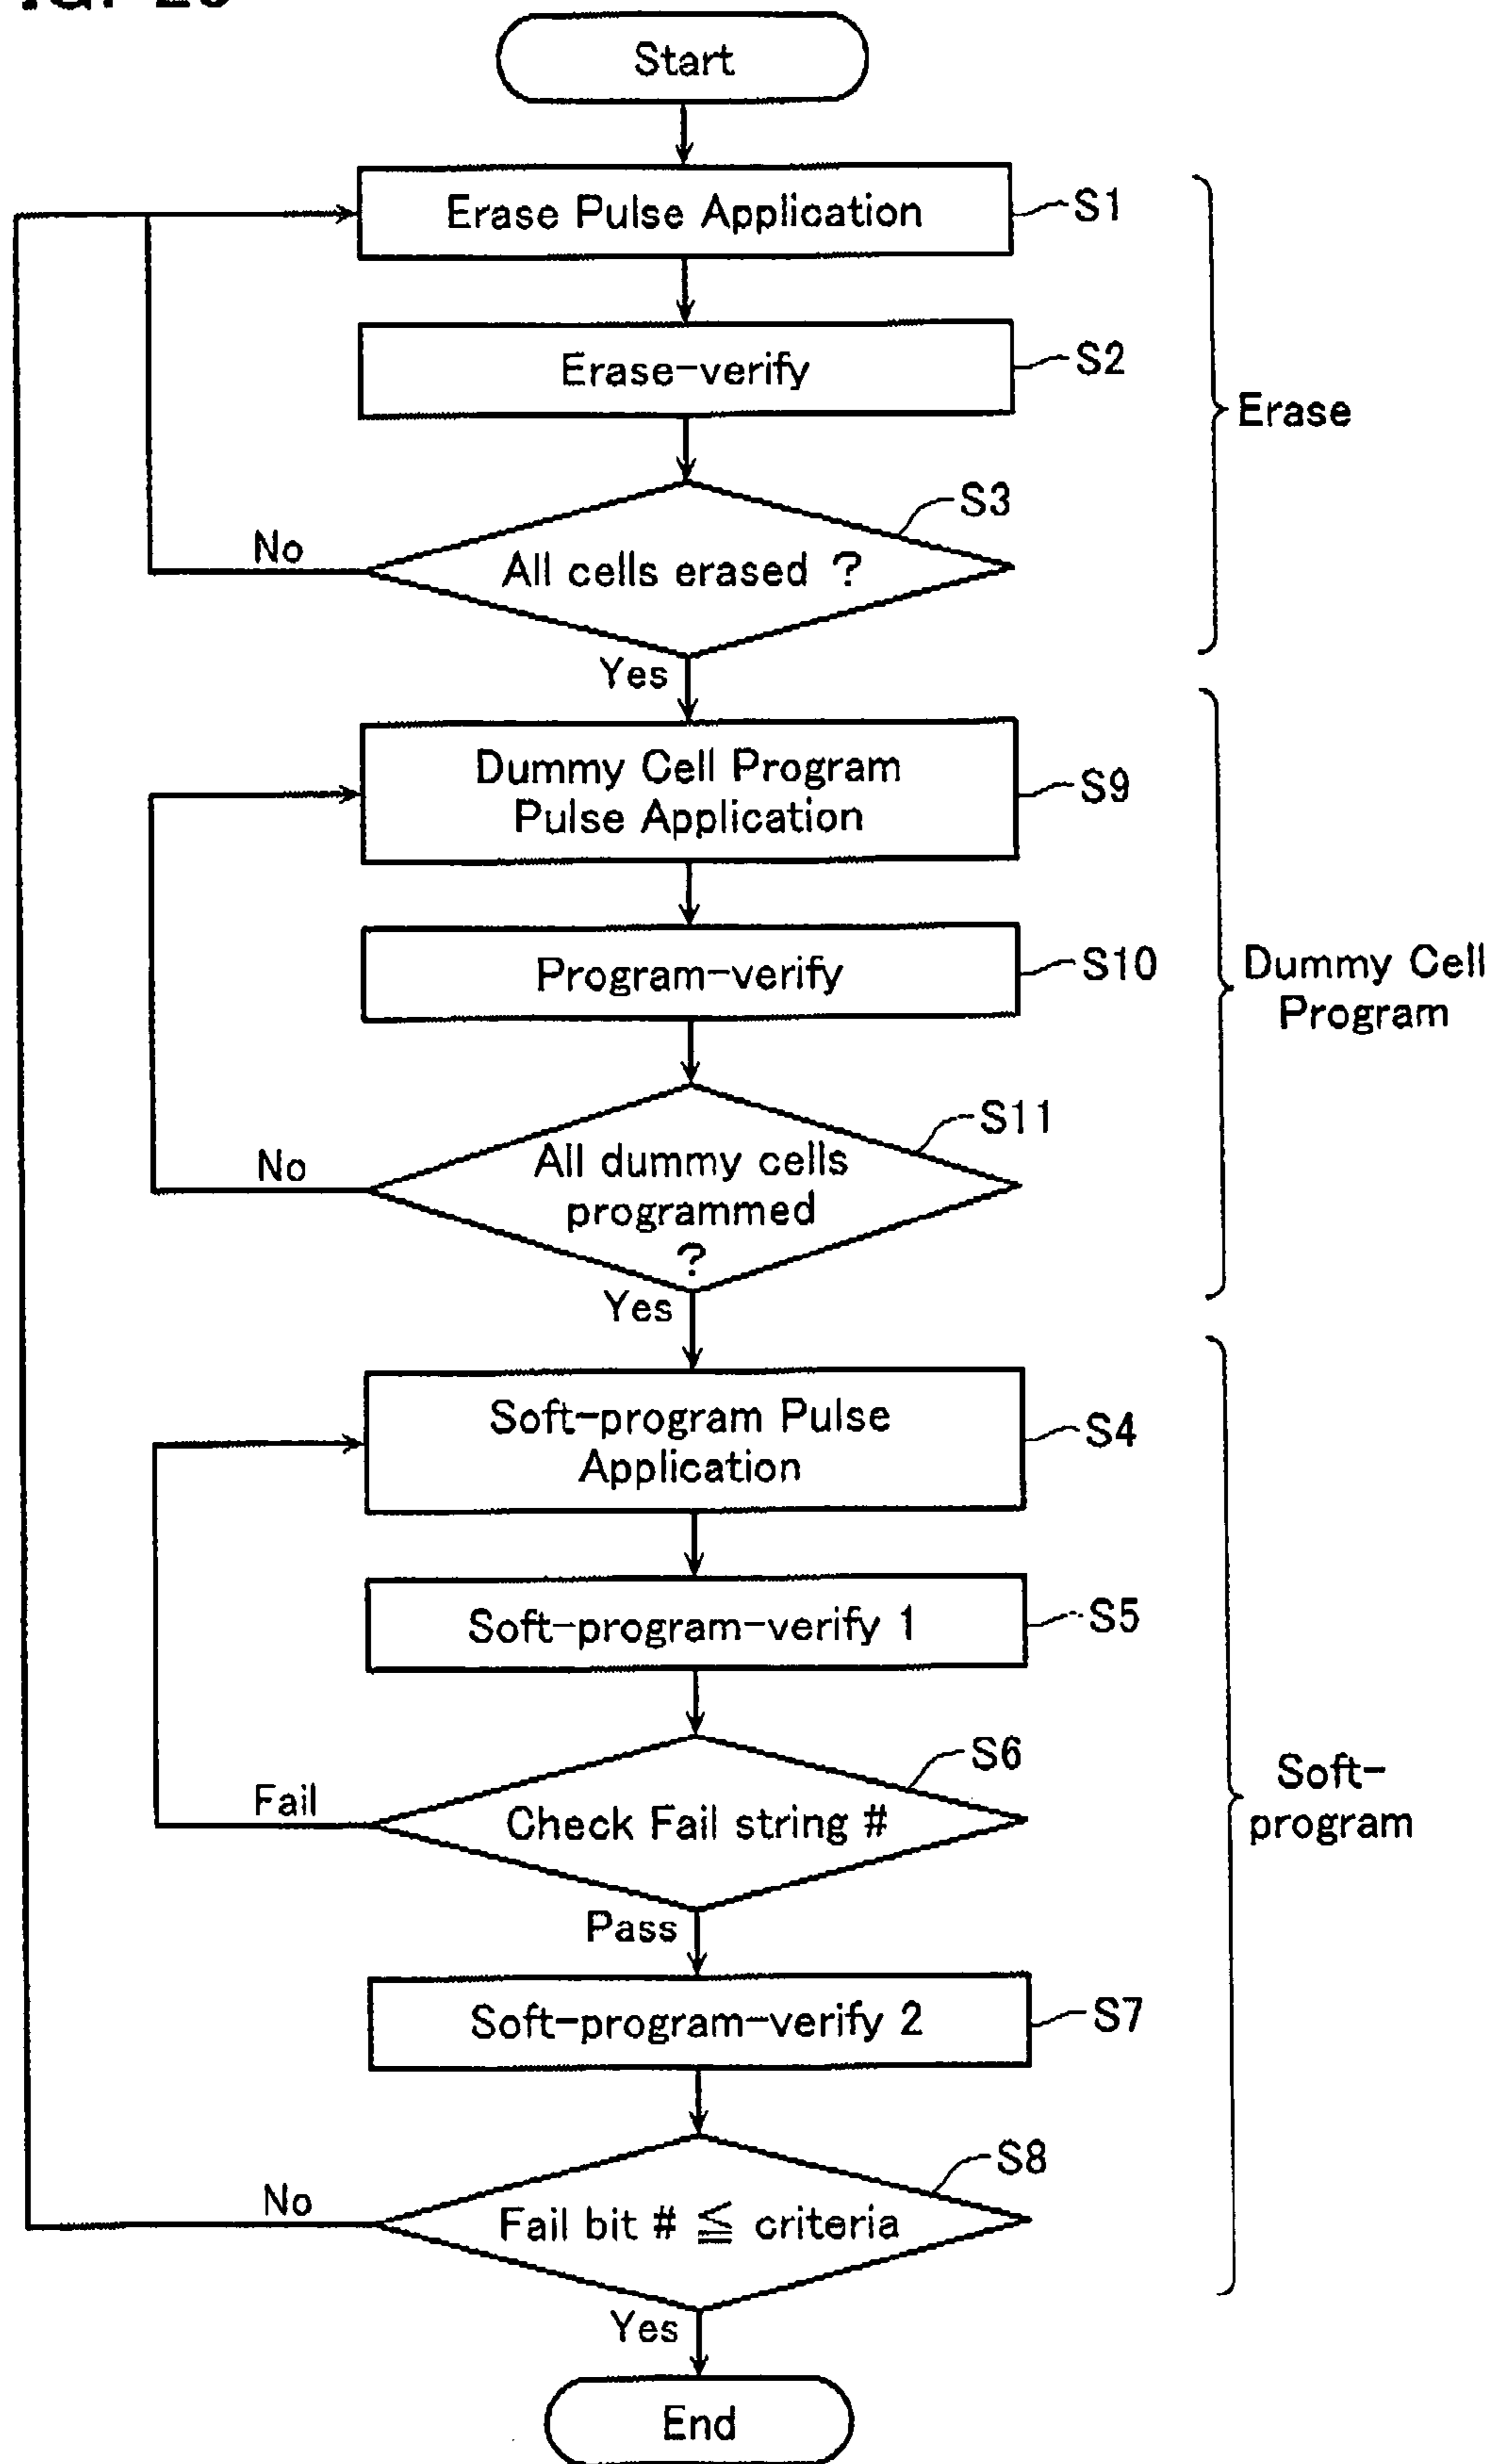 Start
Erase Pulse Application
S1
Erase-verify
S2
Erase
S3
All cells erased ?
No
Yes
Dummy Cell Program
Pulse Application
S9
Program-verify
S10
Dummy Cell
Program
S11
All dummy cells
programmed
?
No
Yes
Soft-program Pulse
Application
S4
Soft-program-verify 1
S5
S6
Check Fail string #
Fail
Pass
Soft-
program
Soft-program-verify 2
S7
S8
Fail bit # ≦ criteria
No
Yes
End